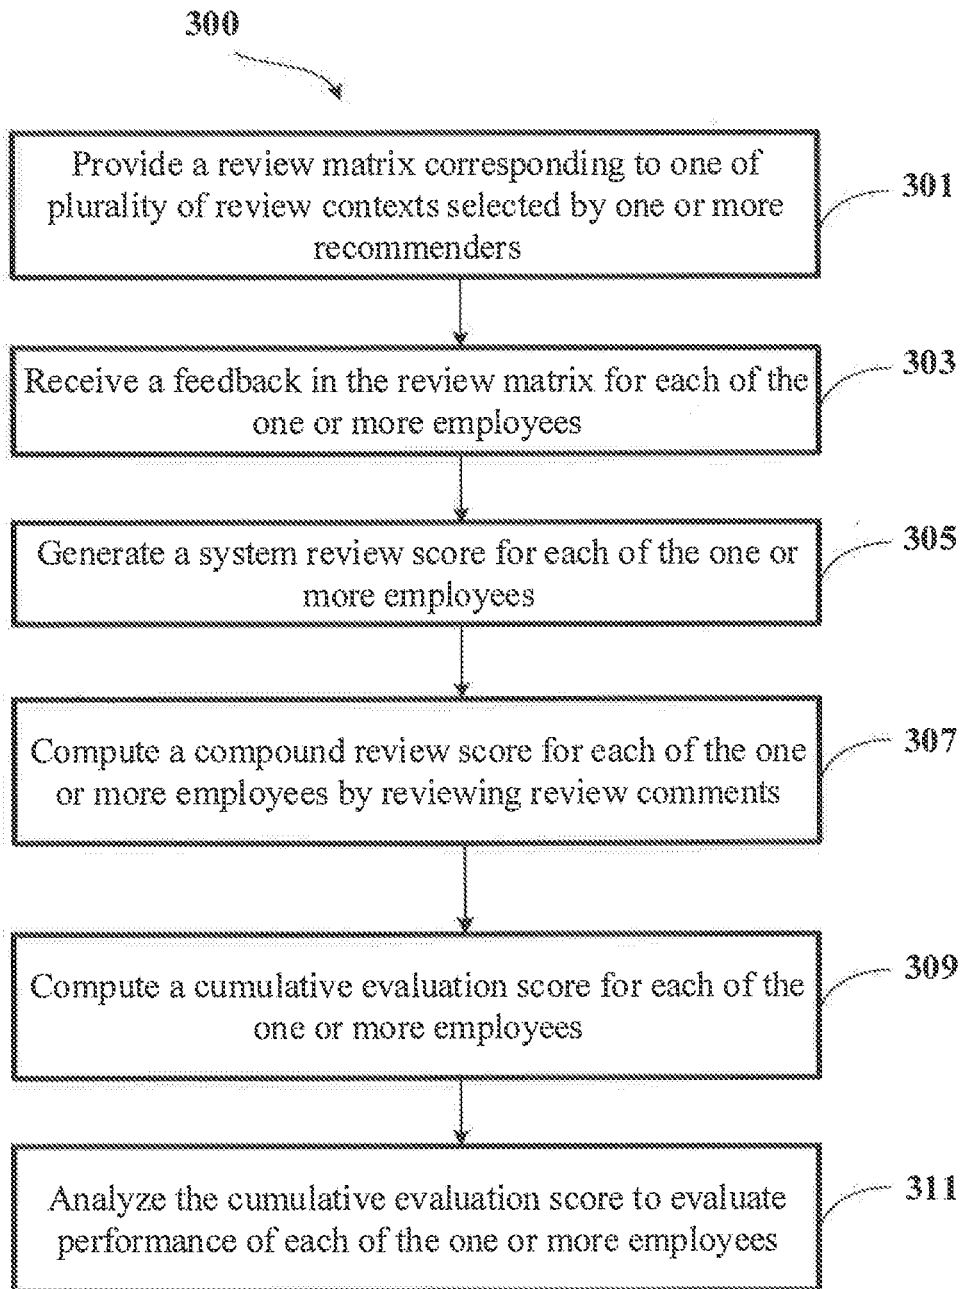 300
Provide a review matrix corresponding to one of
plurality of review contexts selected by one or more
recommenders
301
Receive a feedback in the review matrix for each of the
one or more employees
303
Generate a system review score for each of the one or
more employees
305
Compute a compound review score for each of the one
or more employees by reviewing review comments
307
Compute a cumulative evaluation score for each of the
one or more employees
309
Analyze the cumulative evaluation score to evaluate
performance of each of the one or more employees
311